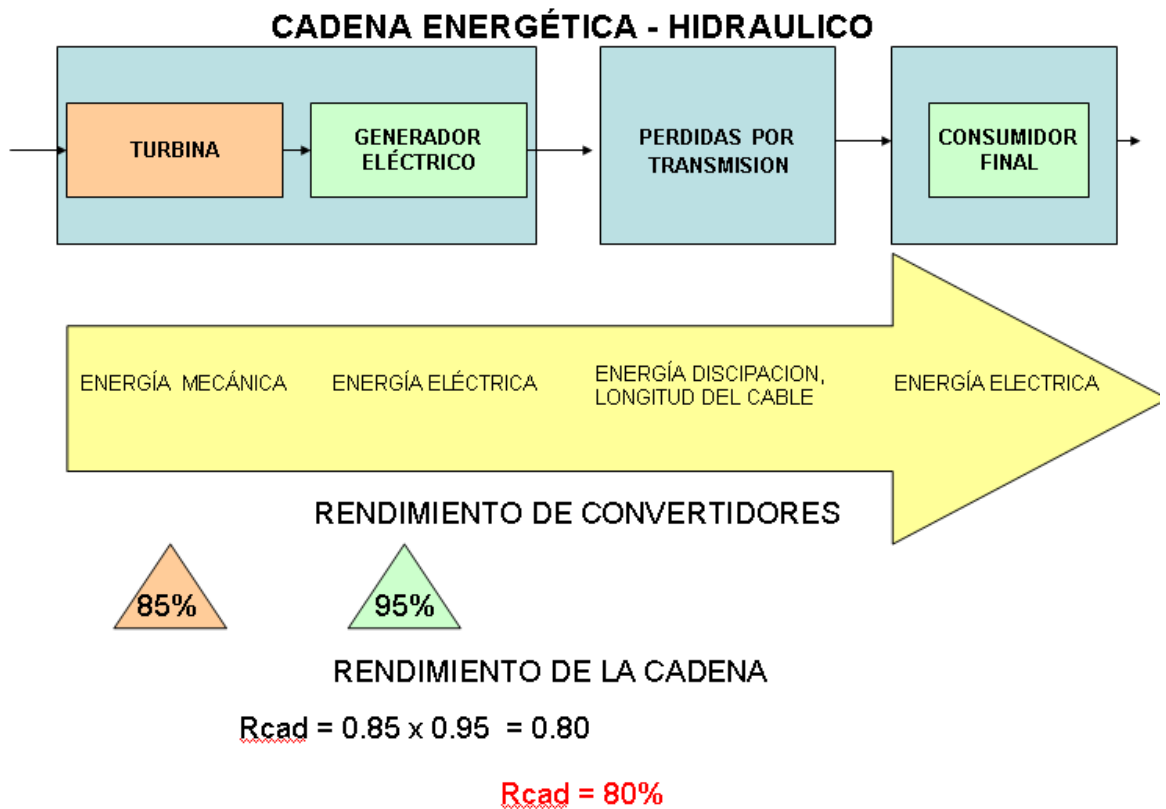 CADENA ENERGÉTICA - HIDRAULICO
TURBINA
GENERADOR
ELÉCTRICO
PERDIDAS POR
TRANSMISION
CONSUMIDOR
FINAL
ENERGÍA MECÁNICA
ENERGÍA ELÉCTRICA
ENERGÍA DISCIPACION,
LONGITUD DEL CABLE
ENERGÍA ELECTRICA
RENDIMIENTO DE CONVERTIDORES
85%
95%
RENDIMIENTO DE LA CADENA
Rcad = 0.85 x 0.95 = 0.80
Rcad = 80%